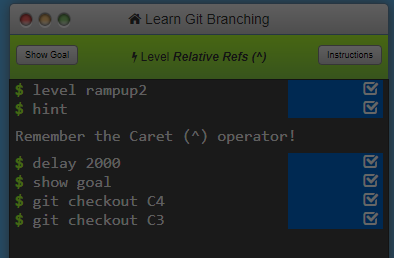 Learn Git Branching
Show Goal
Level Relative Refs (^)
Instructions
$ level rampup2
$ hint
Remember the Caret (^) operator!
$ delay 2000
$ show goal
$ git checkout C4
$ git checkout C3